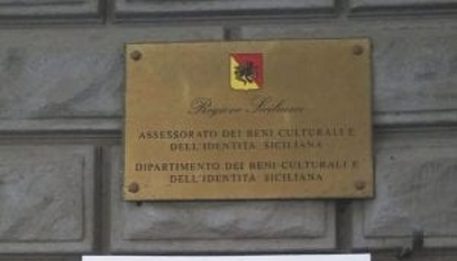 Regione Siciliana
ASSESSORATO DEI BENI CULTURALI E
DELL'IDENTITÀ SICILIANA
DIPARTIMENTO DEI BENI CULTURALI E
DELL'IDENTITÀ SICILIANA